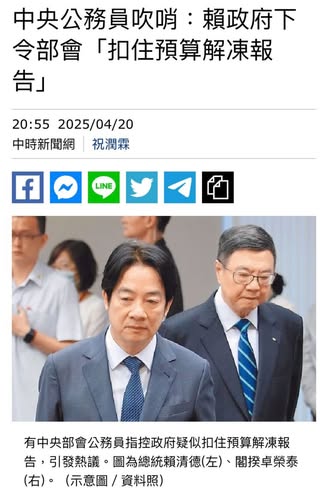 中央公務員吹哨：賴政府下
令部會「扣住預算解凍報
告」
20:55 2025/04/20
中時新聞網 祝潤霖
LINE
有中央部會公務員指控政府疑似扣住預算解凍報
告，引發熱議。圖為總統賴清德(左)、閣揆卓榮泰
(右)。（示意圖／資料照）